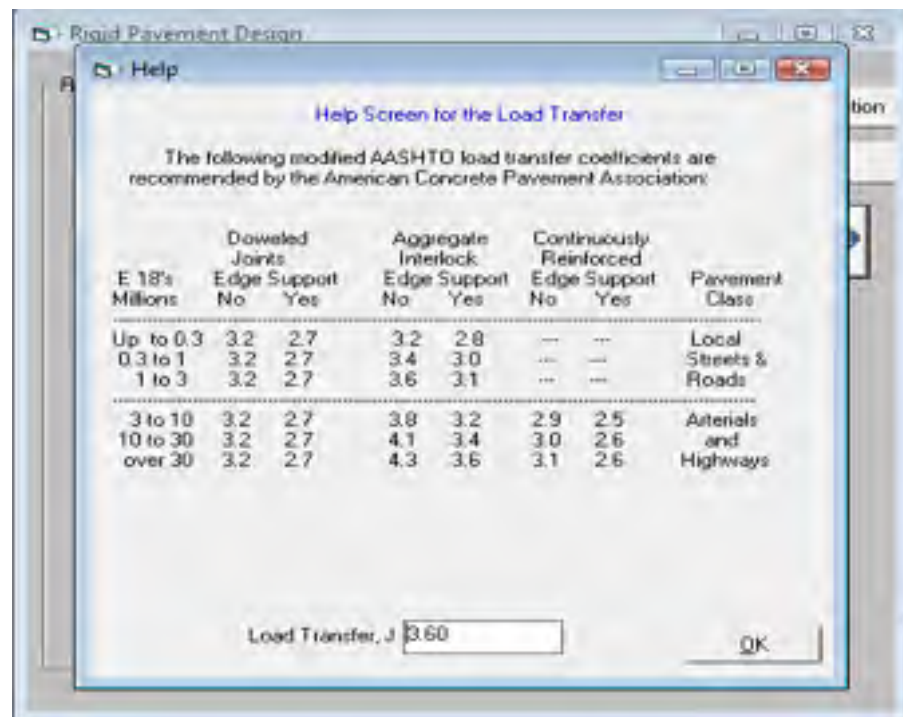 Rigid Pavement Design
Help
tion
Help Screen for the Load Transfer
The following modified AASHTO load transfer coefficients are
recommended by the American Concrete Pavement Association:
Doweled Aggregate Continuously
Joints Interlock Reinforced
E 18's Edge Support Edge Support Edge Support Pavement
Millions No Yes No Yes No Yes Class
Up to 0.3 3.2 2.7 3.2 2.8 --- --- Local
0.3 to 1 3.2 2.7 3.4 3.0 --- --- Streets &
1 to 3 3.2 2.7 3.6 3.1 --- --- Roads
3 to 10 3.2 2.7 3.8 3.2 2.9 2.5 Arterials
10 to 30 3.2 2.7 4.1 3.4 3.0 2.6 and
over 30 3.2 2.7 4.3 3.6 3.1 2.6 Highways
Load Transfer, J 3.60
OK